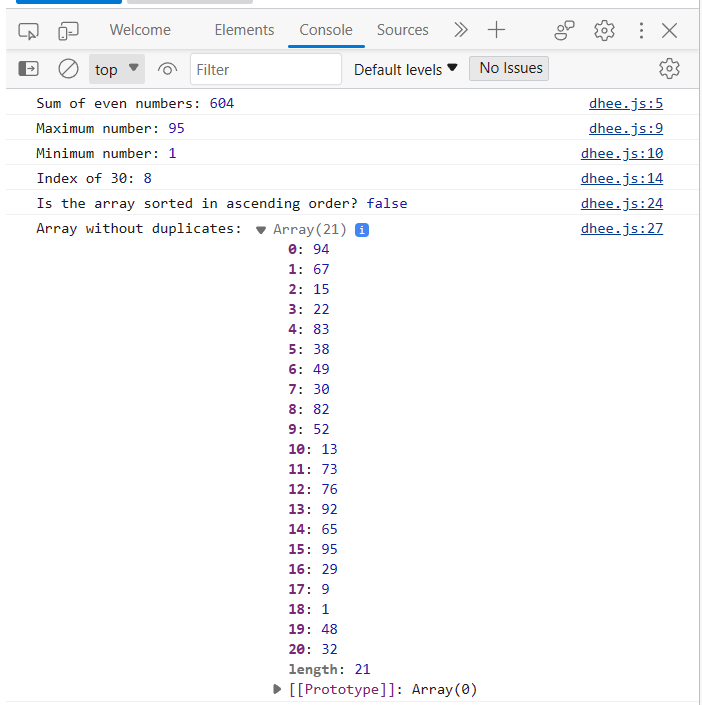 Welcome Elements Console Sources
top Filter Default levels No Issues
Sum of even numbers: 604 dhee.js:5
Maximum number: 95 dhee.js:9
Minimum number: 1 dhee.js:10
Index of 30: 8 dhee.js:14
Is the array sorted in ascending order? false dhee.js:24
Array without duplicates: Array(21) i dhee.js:27
0: 94
1: 67
2: 15
3: 22
4: 83
5: 38
6: 49
7: 30
8: 82
9: 52
10: 13
11: 73
12: 76
13: 92
14: 65
15: 95
16: 29
17: 9
18: 1
19: 48
20: 32
length: 21
[[Prototype]]: Array(0)